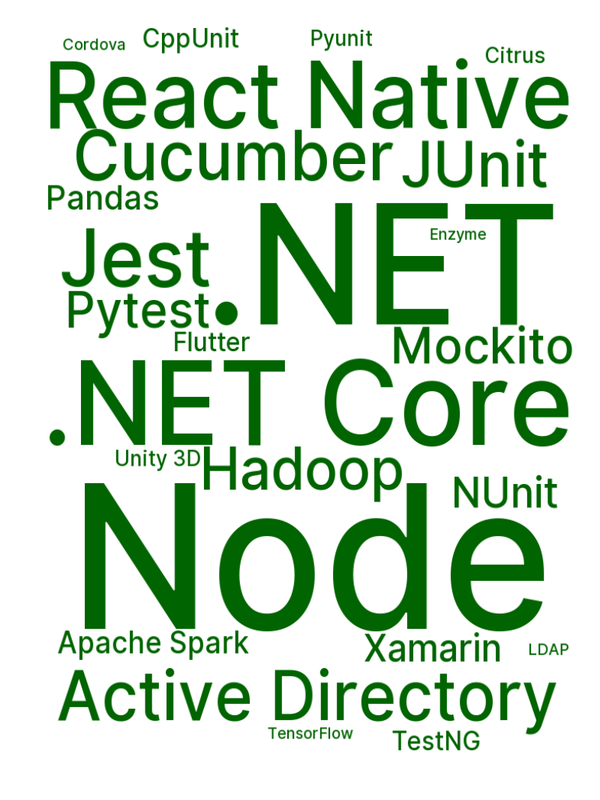 Cordova
CppUnit
Pyunit
Citrus
React Native
Cucumber
JUnit
Pandas
.NET
Enzyme
Jest
Pytest
Flutter
Mockito
.NET Core
Unity 3D
Hadoop
NUnit
Node
Apache Spark
Xamarin
LDAP
Active Directory
TensorFlow
TestNG